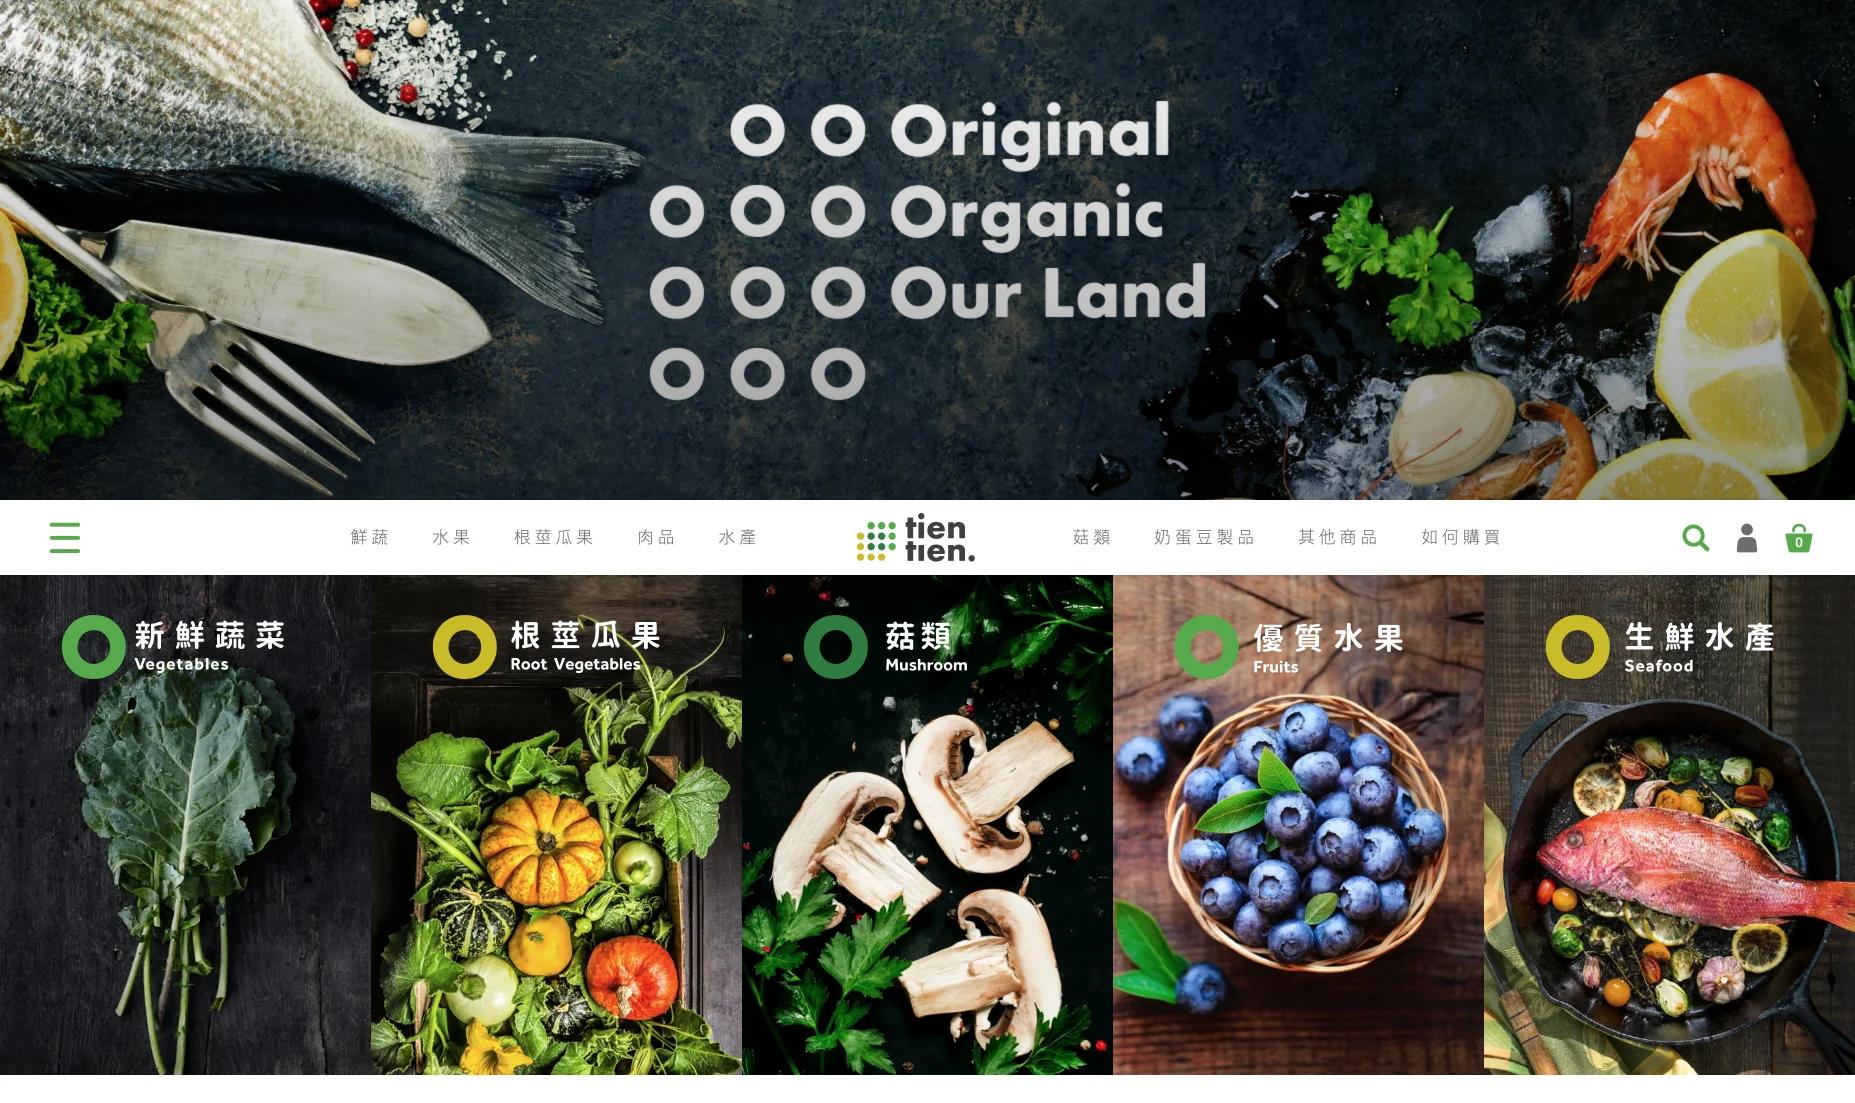 Original
Organic
Our Land
鮮蔬 水果 根莖瓜果 肉品 水產
tien
tien.
菇類 奶蛋豆製品 其他商品 如何購買
0
新鮮蔬菜
Vegetables
根莖瓜果
Root Vegetables
菇類
Mushroom
優質水果
Fruits
生鮮水產
Seafood